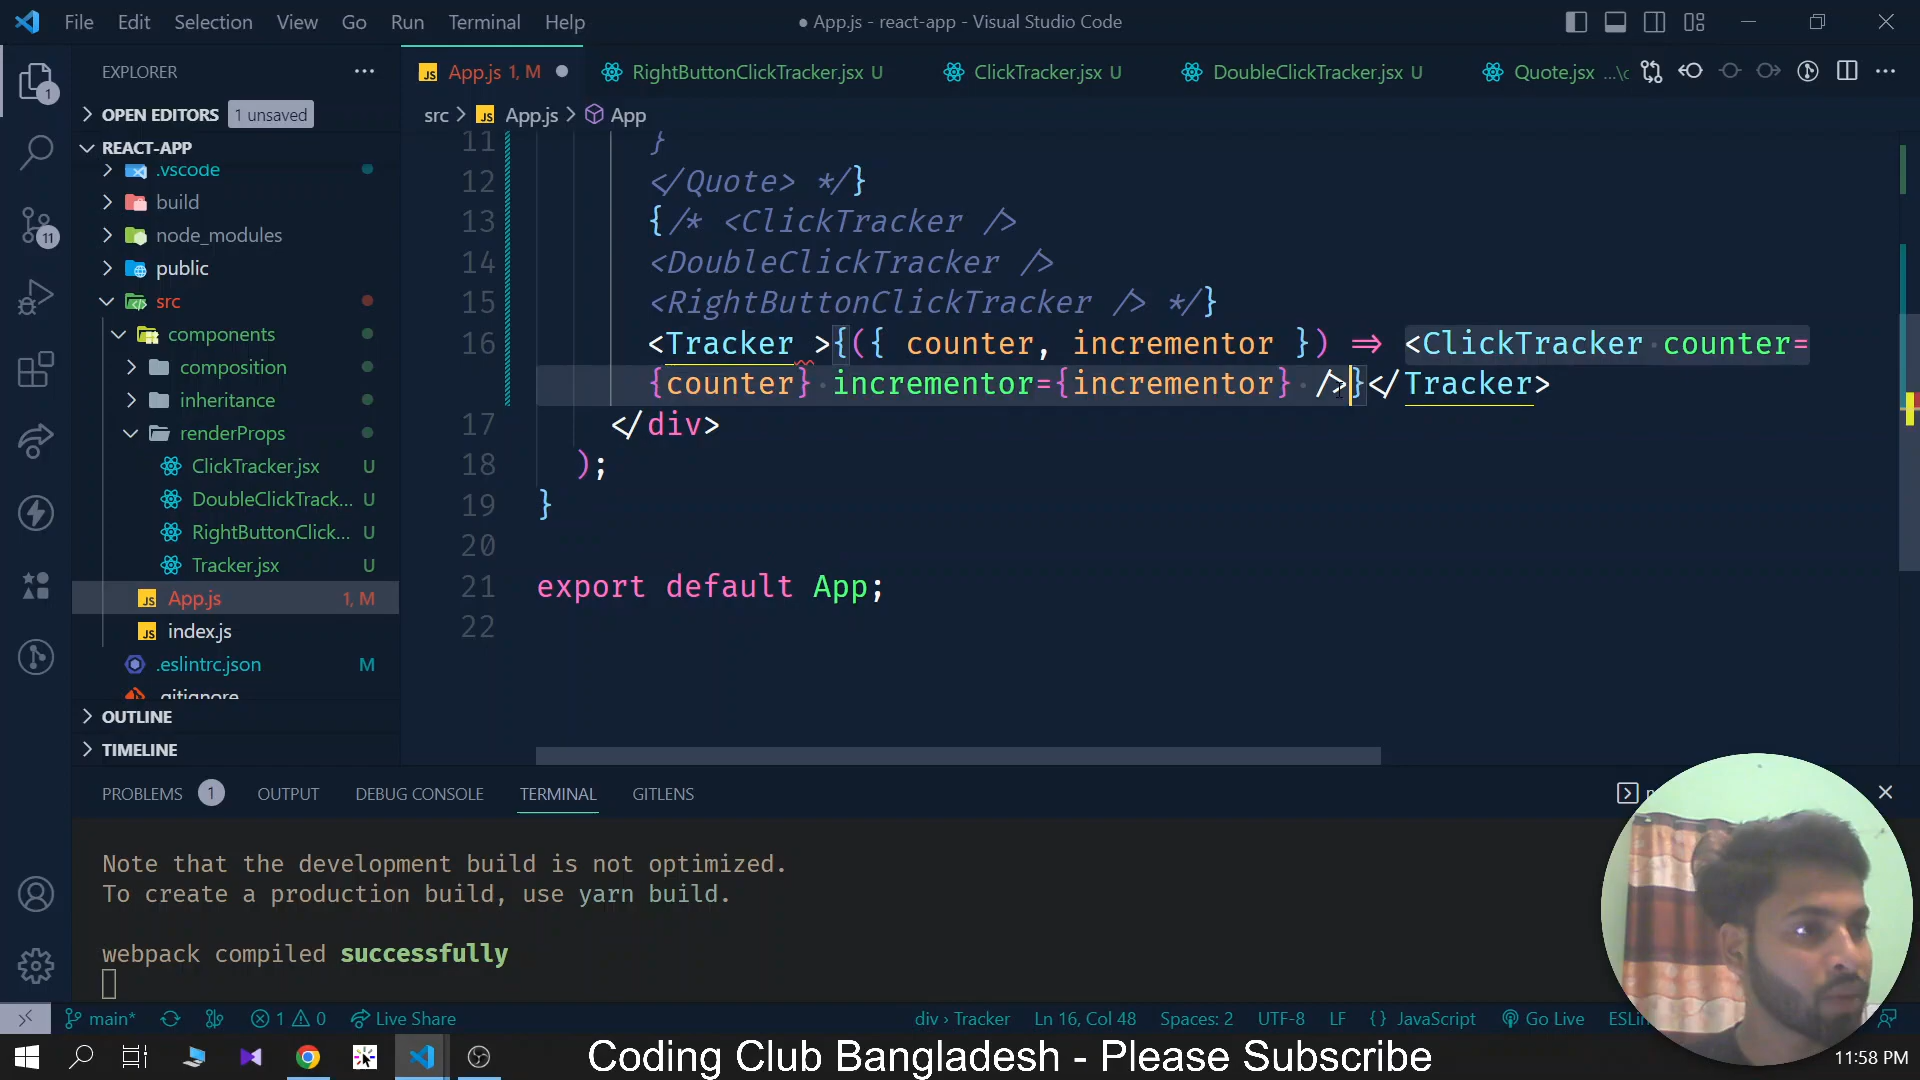 File Edit Selection View Go Run Terminal Help
● App.js - react-app - Visual Studio Code
EXPLORER
OPEN EDITORS 1 unsaved
REACT-APP
.vscode
build
node_modules
public
src
components
composition
inheritance
renderProps
ClickTracker.jsx U
DoubleClickTrack... U
RightButtonClick... U
Tracker.jsx U
App.js 1, M
index.js
.eslintrc.json M
.gitignore
OUTLINE
TIMELINE
1
11
App.js 1, M ● RightButtonClickTracker.jsx U ClickTracker.jsx U DoubleClickTracker.jsx U Quote.jsx ...\c
src > App.js > App
11 }
12 </Quote> */}
13 {/* <ClickTracker />
14 <DoubleClickTracker />
15 <RightButtonClickTracker /> */}
16 <Tracker >{({ counter, incrementor }) => <ClickTracker counter=
{counter} incrementor={incrementor} />}</Tracker>
17 </div>
18 );
19 }
20
21 export default App;
22
PROBLEMS 1 OUTPUT DEBUG CONSOLE TERMINAL GITLENS
Note that the development build is not optimized.
To create a production build, use yarn build.
webpack compiled successfully
main* 1 0 Live Share div › Tracker Ln 16, Col 48 Spaces: 2 UTF-8 LF {} JavaScript Go Live
Coding Club Bangladesh - Please Subscribe
11:58 PM